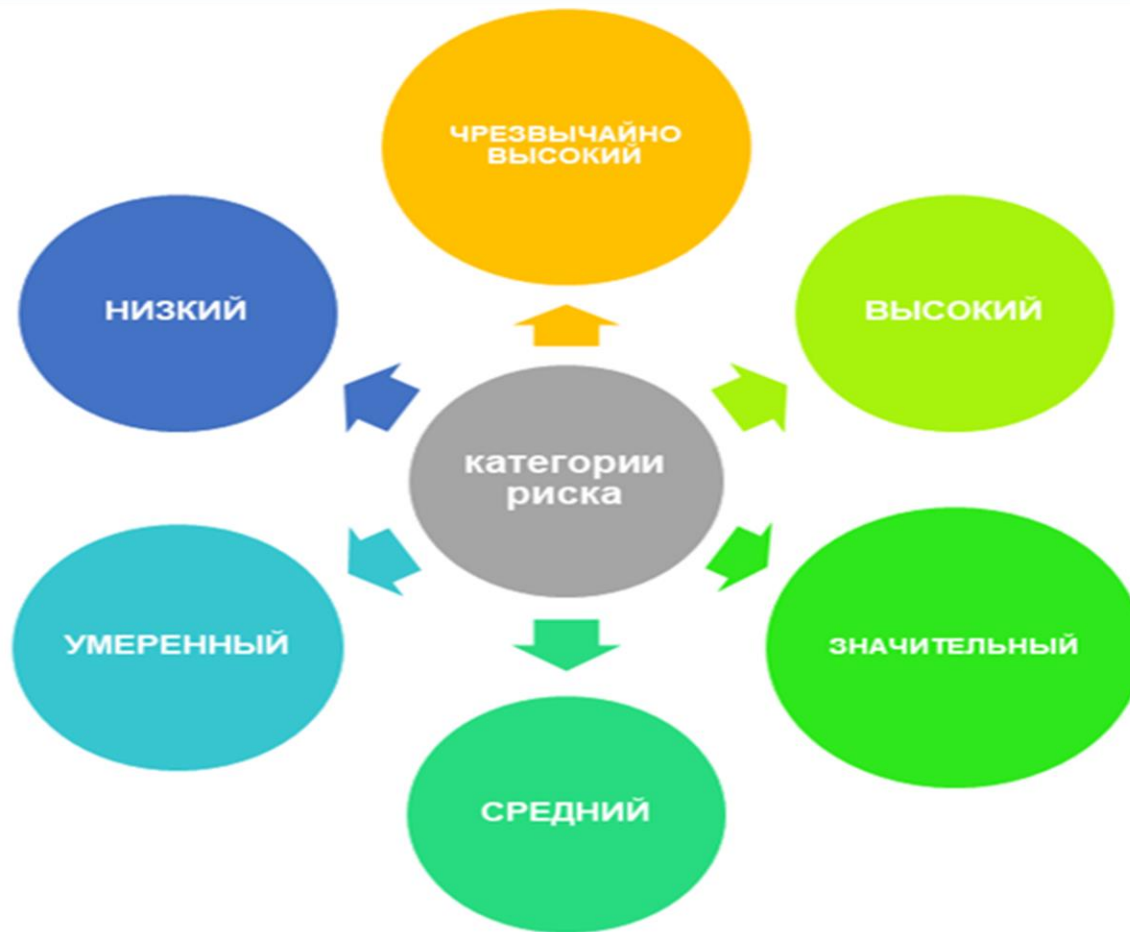 ЧРЕЗВЫЧАЙНО
ВЫСОКИЙ
НИЗКИЙ
ВЫСОКИЙ
категории
риска
УМЕРЕННЫЙ
ЗНАЧИТЕЛЬНЫЙ
СРЕДНИЙ